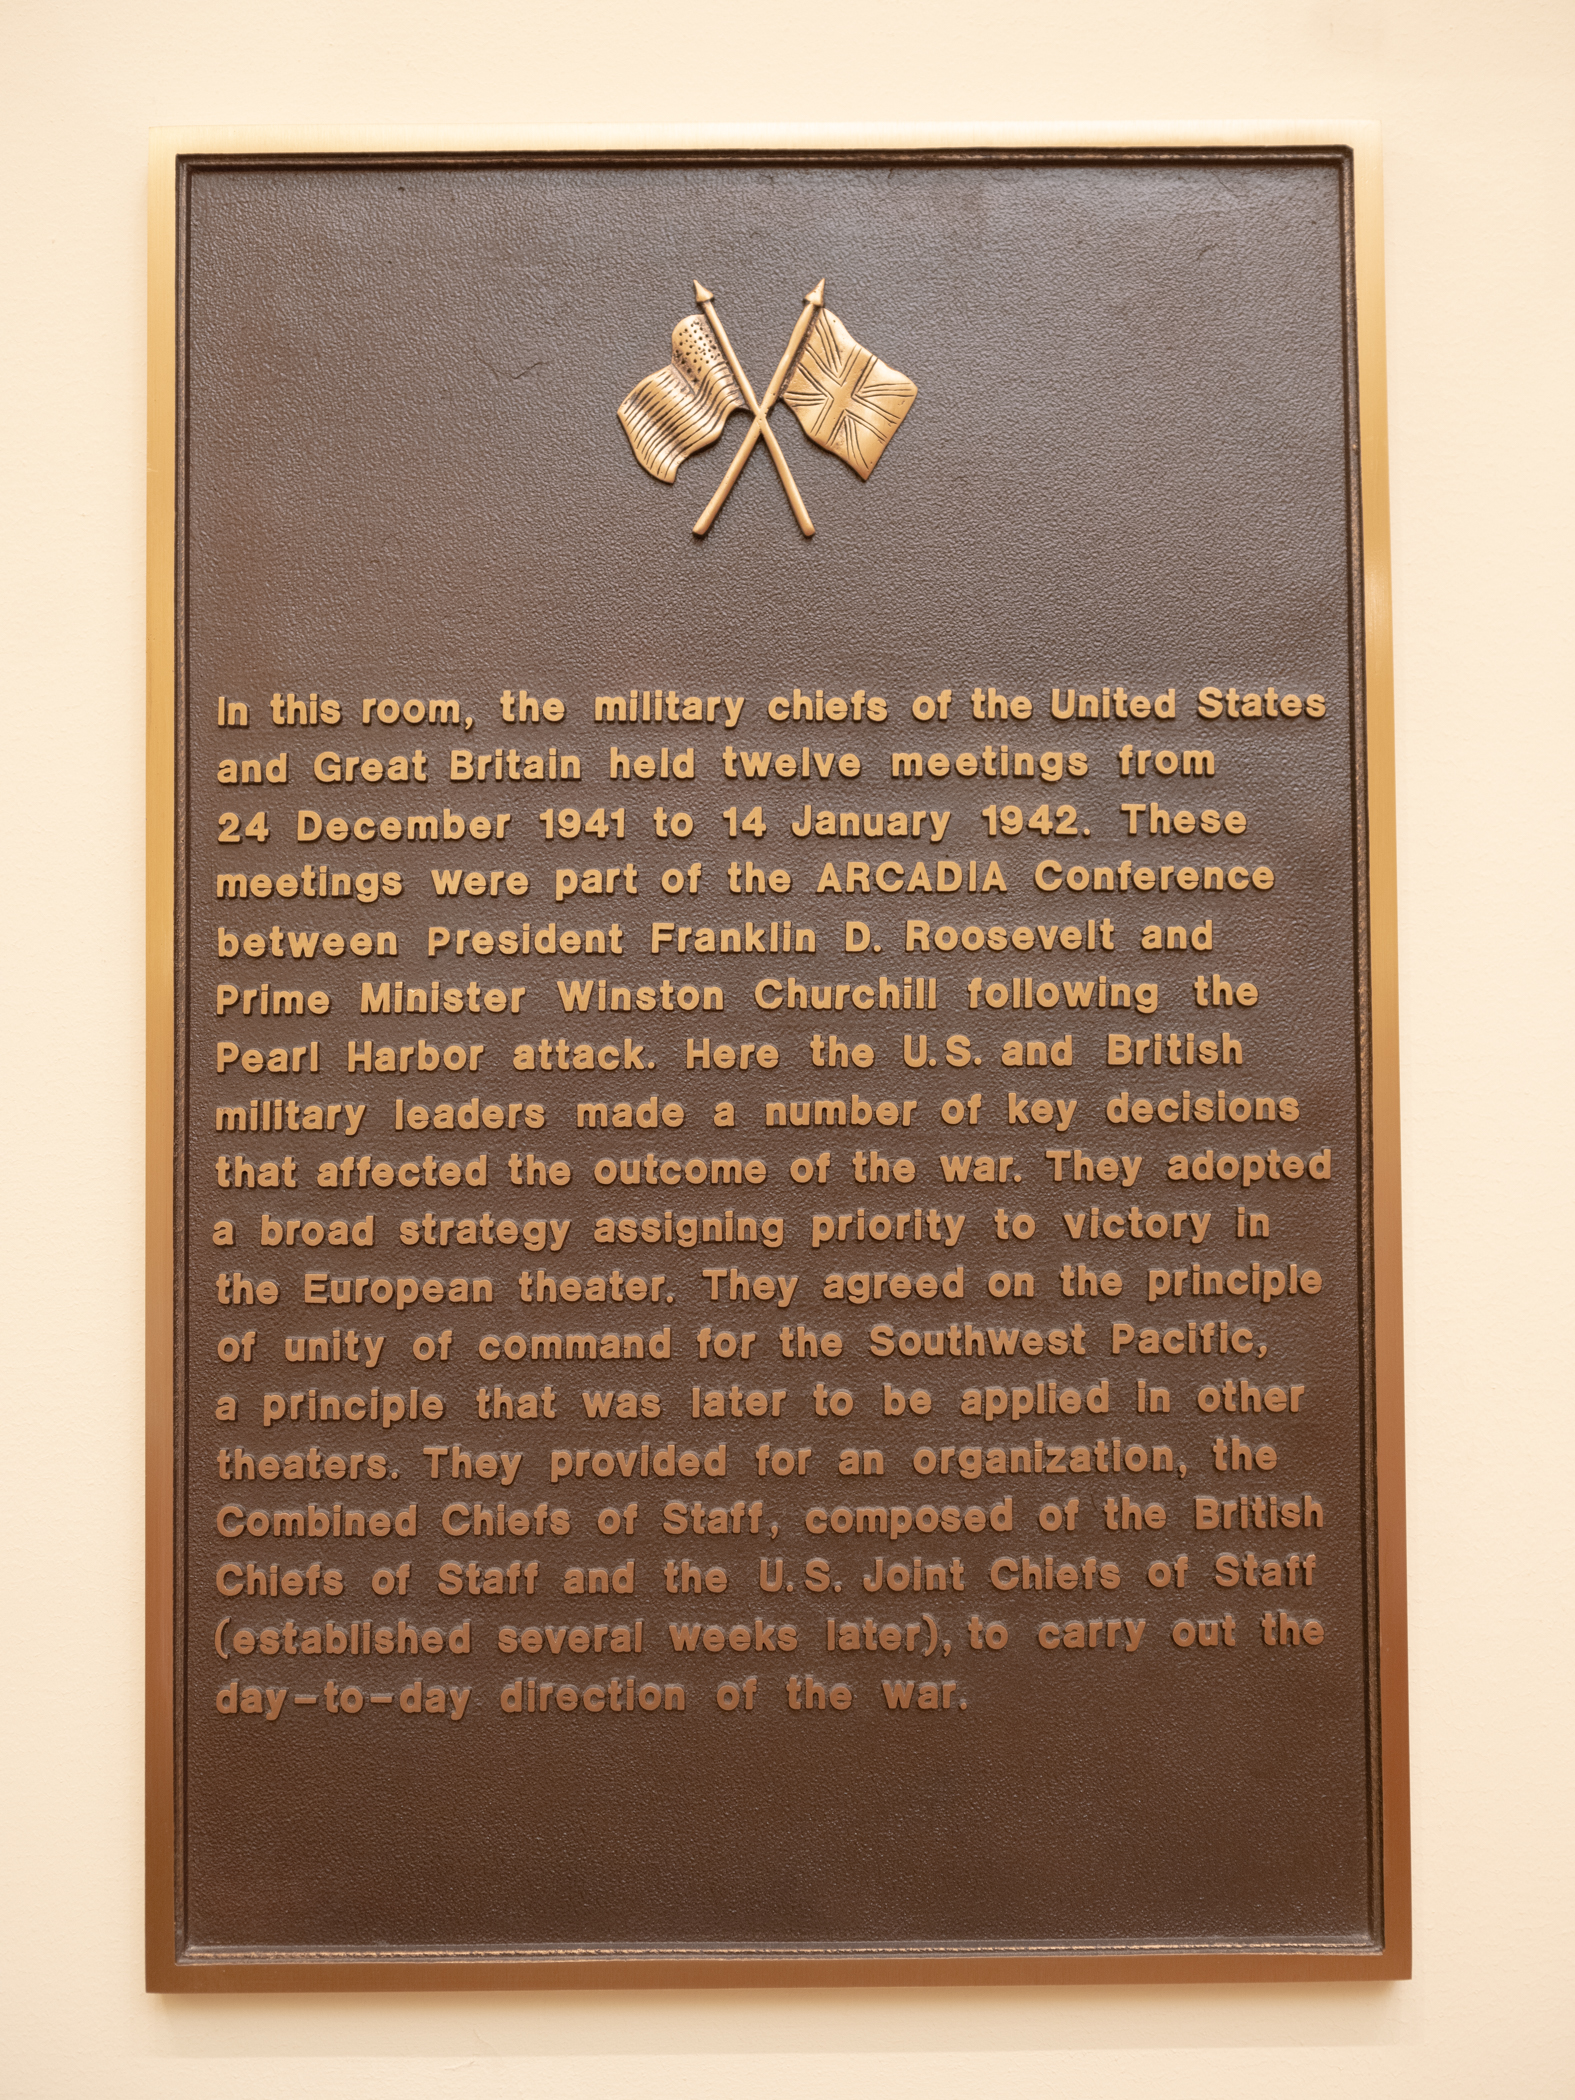 In this room, the military chiefs of the United States
and Great Britain held twelve meetings from
24 December 1941 to 14 January 1942. These
meetings were part of the ARCADIA Conference
between President Franklin D. Roosevelt and
Prime Minister Winston Churchill following the
Pearl Harbor attack. Here the U.S. and British
military leaders made a number of key decisions
that affected the outcome of the war. They adopted
a broad strategy assigning priority to victory in
the European theater. They agreed on the principle
of unity of command for the Southwest Pacific,
a principle that was later to be applied in other
theaters. They provided for an organization, the
Combined Chiefs of Staff, composed of the British
Chiefs of Staff and the U.S. Joint Chiefs of Staff
(established several weeks later), to carry out the
day-to-day direction of the war.